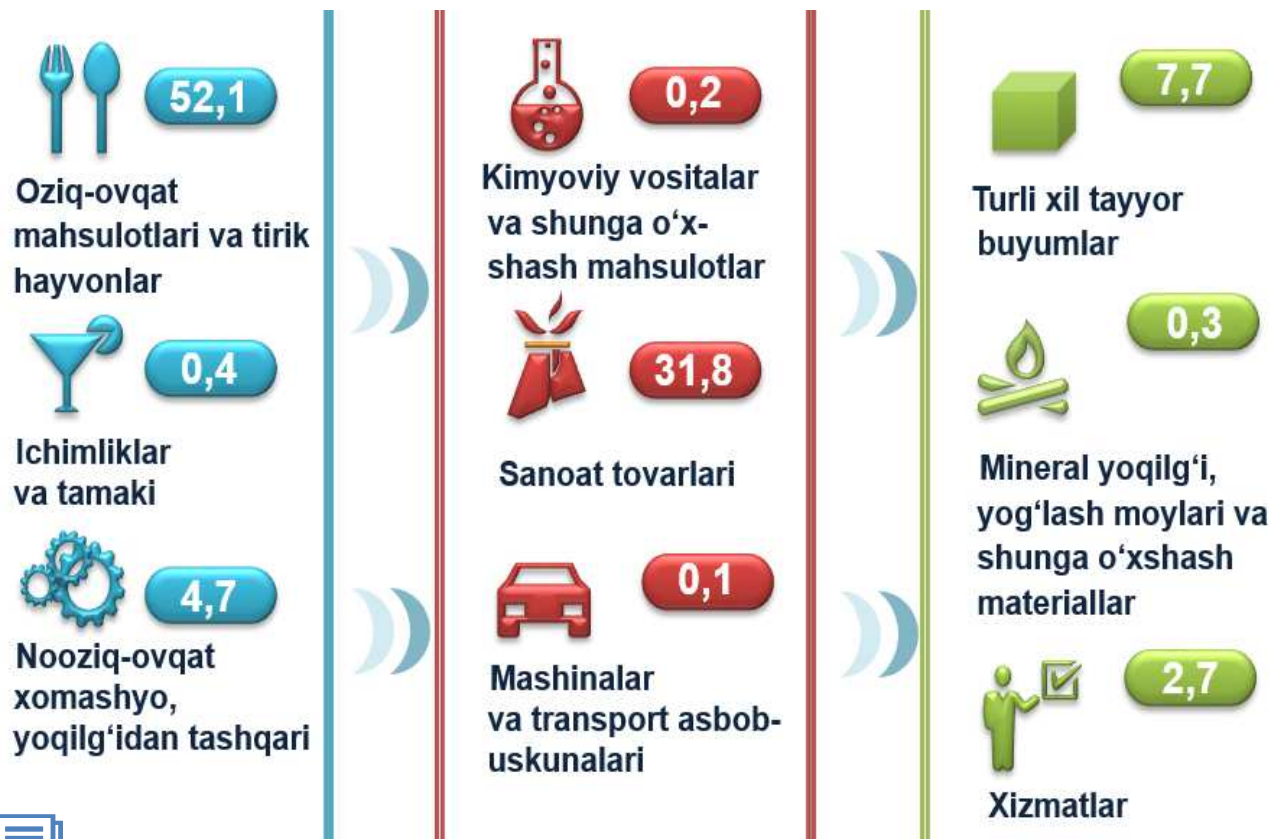 52,1
Oziq-ovqat
mahsulotlari va tirik
hayvonlar
0,4
Ichimliklar
va tamaki
4,7
Nooziq-ovqat
xomashyo,
yoqilg‘idan tashqari
0,2
Kimyoviy vositalar
va shunga o‘x-
shash mahsulotlar
31,8
Sanoat tovarlari
0,1
Mashinalar
va transport asbob-
uskunalari
7,7
Turli xil tayyor
buyumlar
0,3
Mineral yoqilg‘i,
yog‘lash moylari va
shunga o‘xshash
materiallar
2,7
Xizmatlar